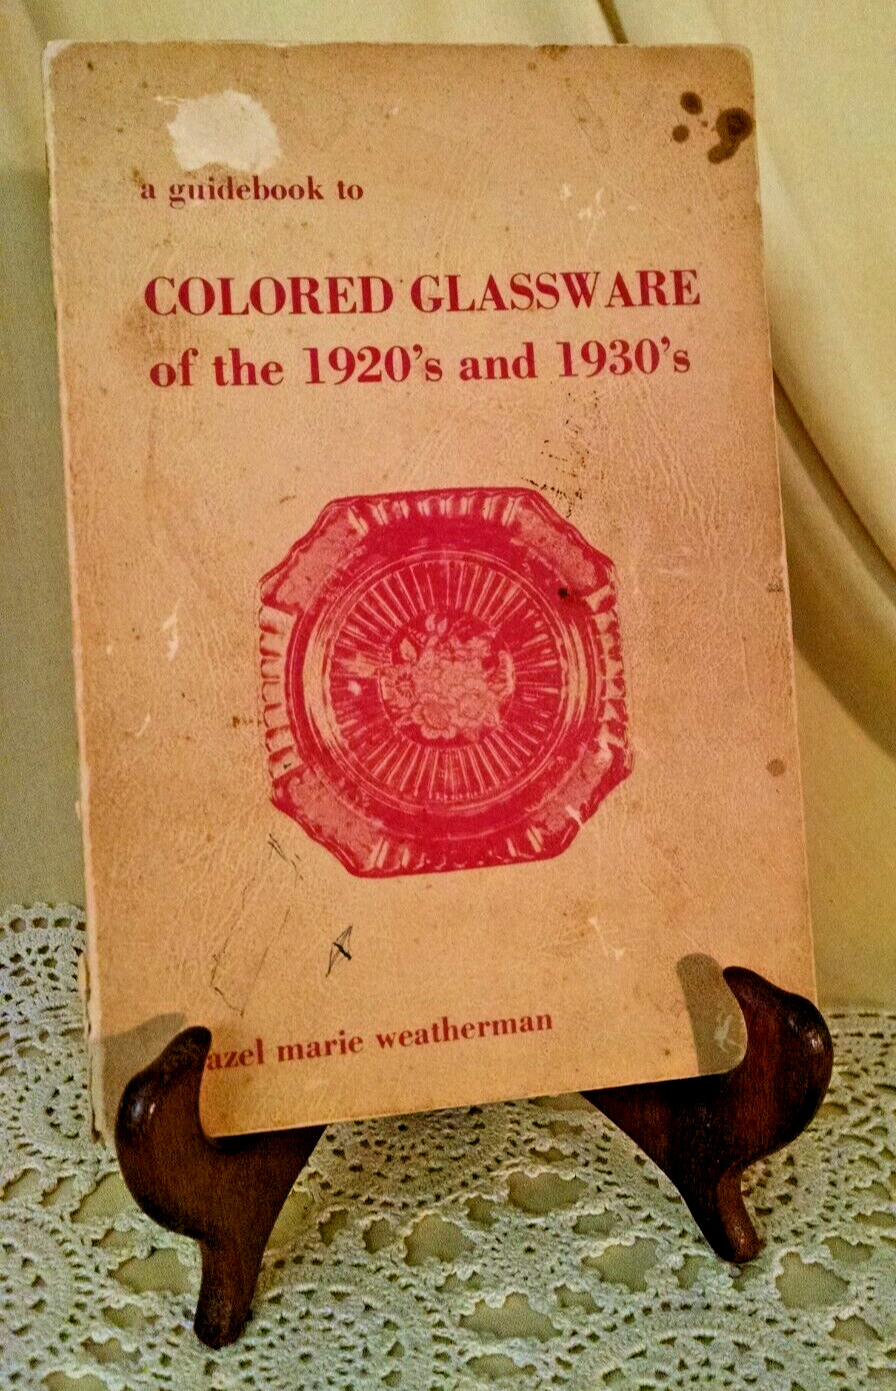 a guidebook to
COLORED GLASSWARE
of the 1920's and 1930's
azel marie weatherman